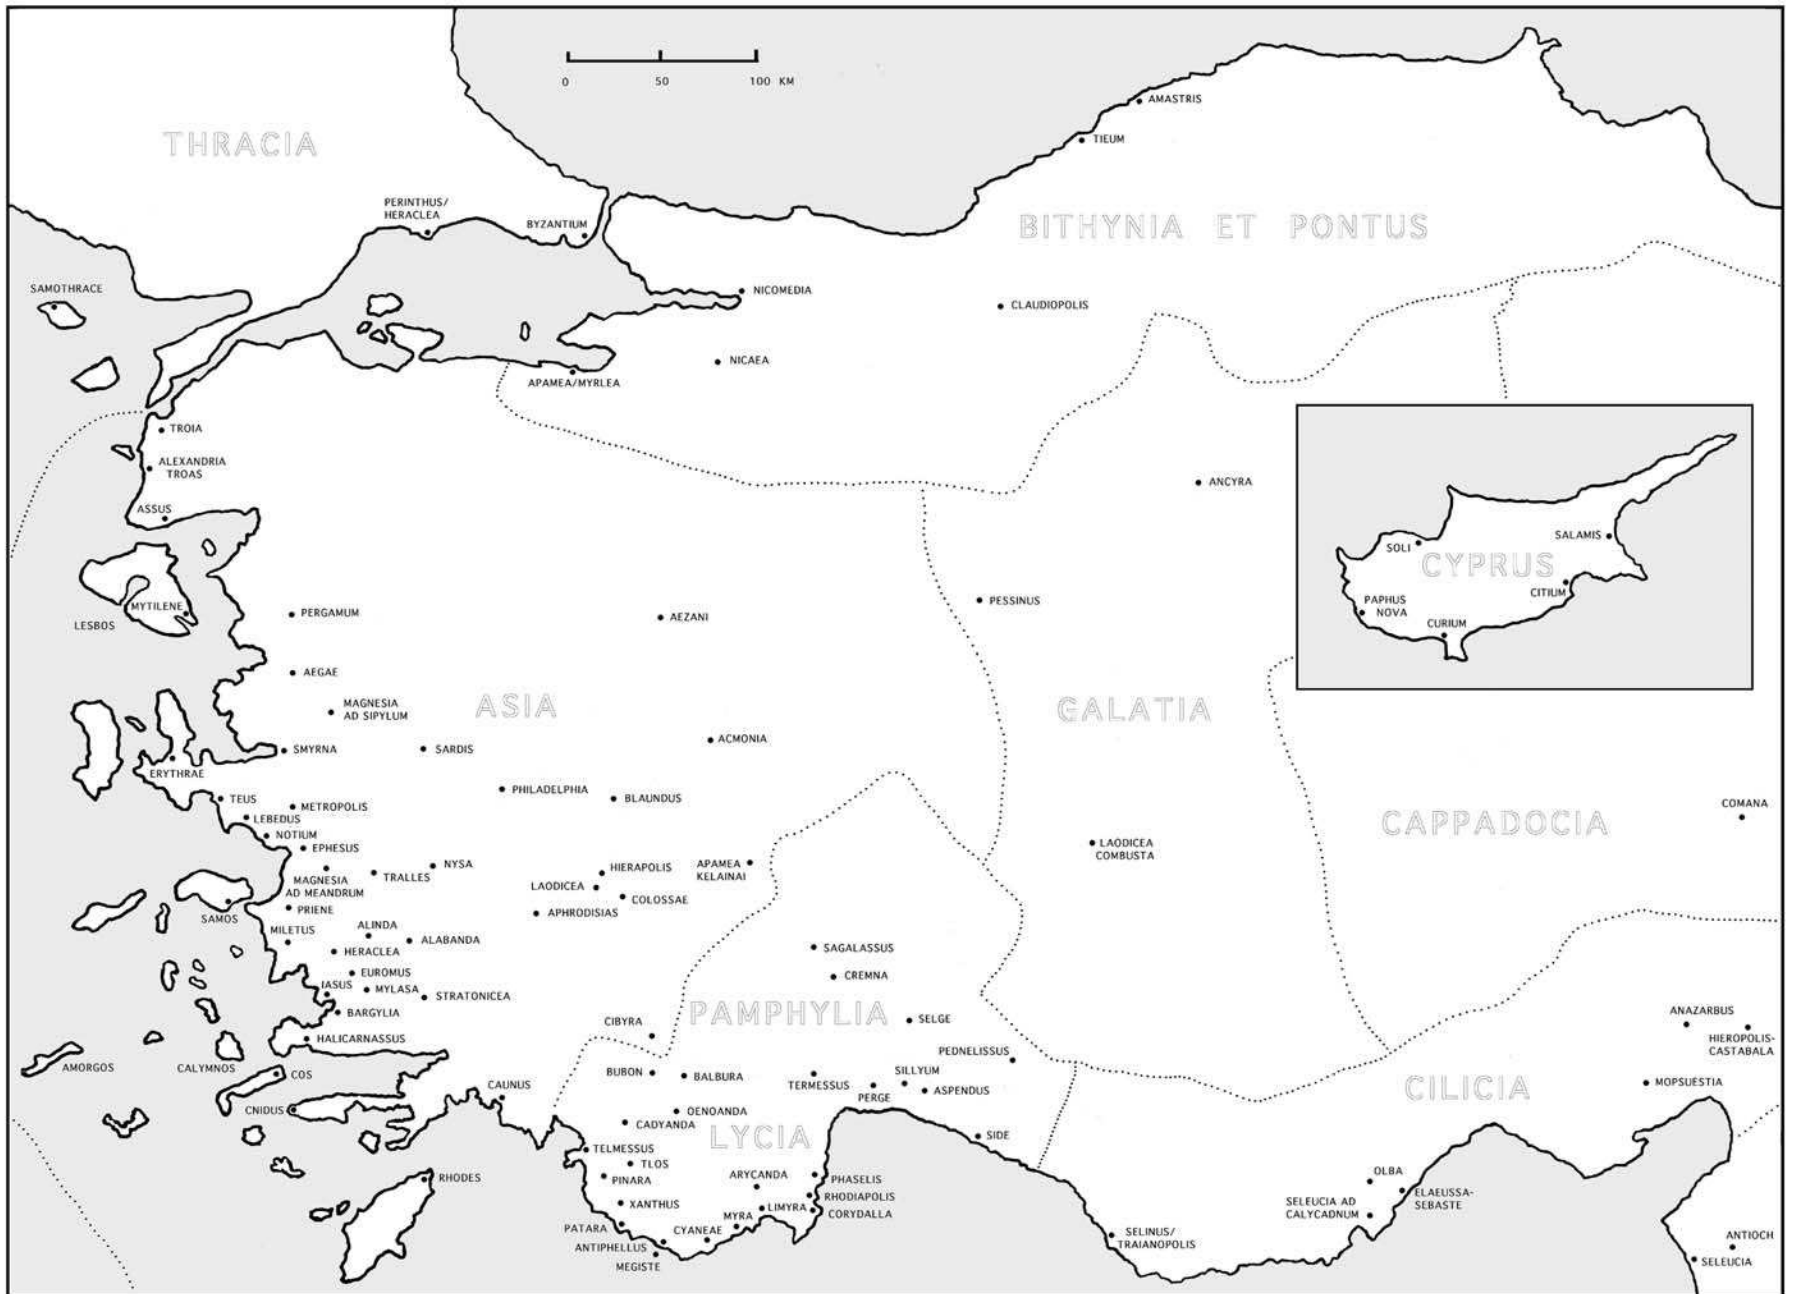 0 50 100 KM
AMASTRIS
TIEUM
THRACIA
PERINTHUS/
HERACLEA
BYZANTIUM
BITHYNIA ET PONTUS
SAMOTHRACE
NICOMEDIA
CLAUDIOPOLIS
NICAEA
APAMEA/MYRLEA
TROIA
ALEXANDRIA
TROAS
ANCYRA
ASSUS
SALAMIS
SOLI
CYPRUS
CITIUM
PAPHUS
NOVA
CURIUM
PESSINUS
MYTILENE
LESBOS
PERGAMUM
AEZANI
AEGAE
MAGNESIA
AD SIPYLUM
ASIA
GALATIA
SMYRNA
SARDIS
ACMONIA
ERYTHRAE
TEUS
METROPOLIS
PHILADELPHIA
BLAUNDUS
CAPPADOCIA
COMANA
LEBEDUS
NOTIUM
EPHESUS
LAODICEA
COMBUSTA
NYSA
TRALLES
MAGNESIA
AD MEANDRUM
HIERAPOLIS
APAMEA
KELAINAI
LAODICEA
COLOSSAE
APHRODISIAS
PRIENE
SAMOS
MILETUS
ALINDA
ALABANDA
HERACLEA
SAGALASSUS
CREMNA
EUROMUS
IASUS
MYLASA
STRATONICEA
BARGYLIA
PAMPHYLIA
SELGE
CIBYRA
HALICARNASSUS
PEDNELISSUS
ANAZARBUS
HIEROPOLIS-
CASTABALA
AMORGOS
CALYMNOS
COS
BUBON
BALBURA
TERMESSUS
SILLYUM
PERGE
ASPENDUS
CILICIA
MOPSUESTIA
CAUNUS
CNIDUS
OENOANDA
CADYANDA
LYCIA
SIDE
TELMESSUS
TLOS
PINARA
ARYCANDA
PHASELIS
RHODIAPOLIS
CORYDALLA
RHODES
XANTHUS
LIMYRA
MYRA
PATARA
CYANEAE
ANTIPHELLUS
MEGISTE
OLBA
SELEUCIA AD
CALYCADNUM
ELAEUSSA-
SEBASTE
SELINUS/
TRAIANOPOLIS
ANTIOCH
SELEUCIA